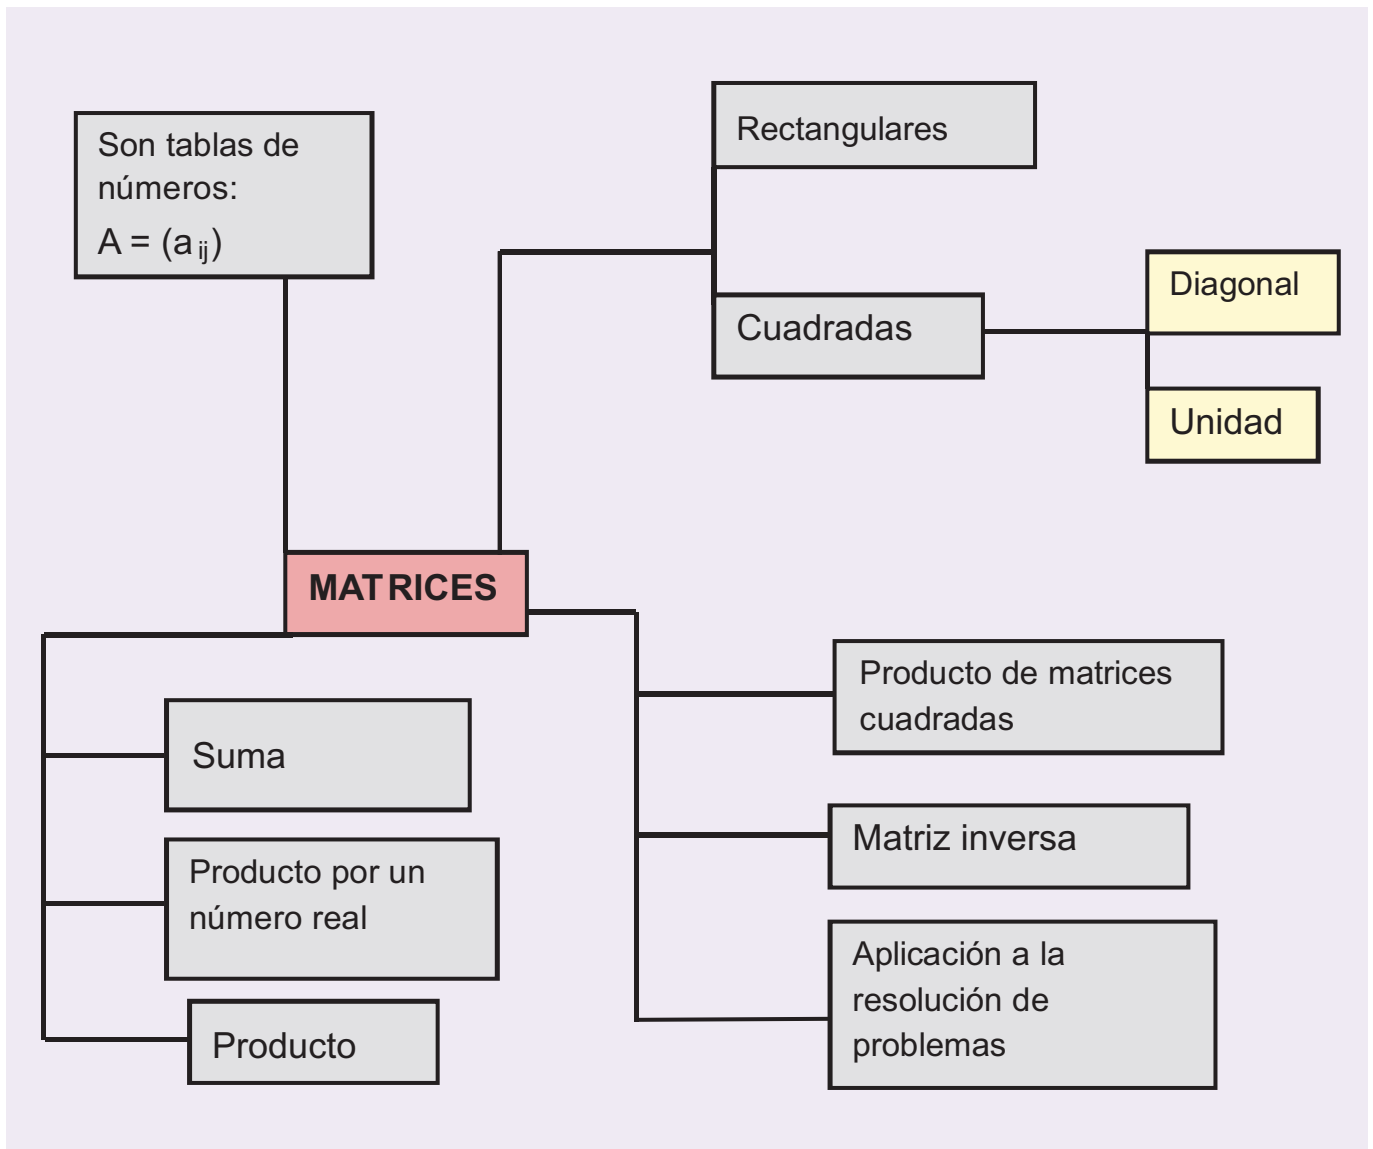 Son tablas de
números:
A = (a ij)
Rectangulares
Cuadradas
Diagonal
Unidad
MATRICES
Suma
Producto por un
número real
Producto
Producto de matrices
cuadradas
Matriz inversa
Aplicación a la
resolución de
problemas